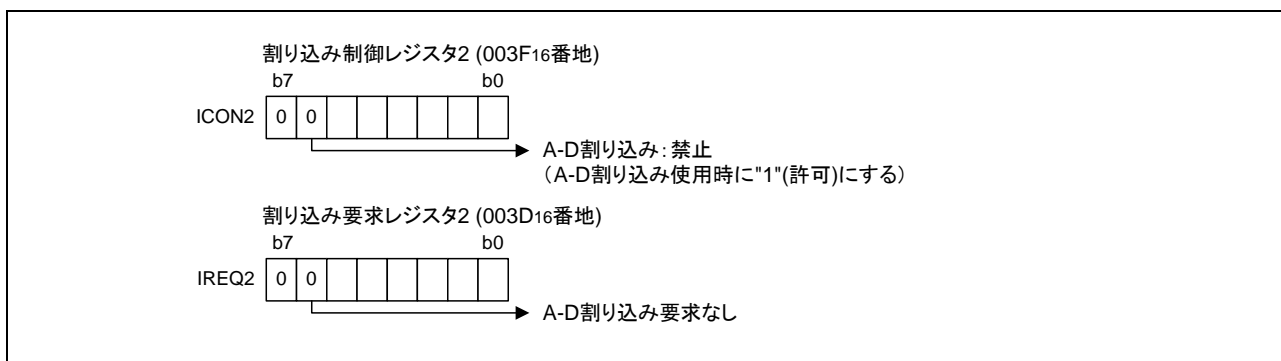 割り込み制御レジスタ2 (003F16番地)
b7 b0
ICON2 0 0
A-D割り込み：禁止
（A-D割り込み使用時に"1"(許可)にする）
割り込み要求レジスタ2 (003D16番地)
b7 b0
IREQ2 0 0
A-D割り込み要求なし